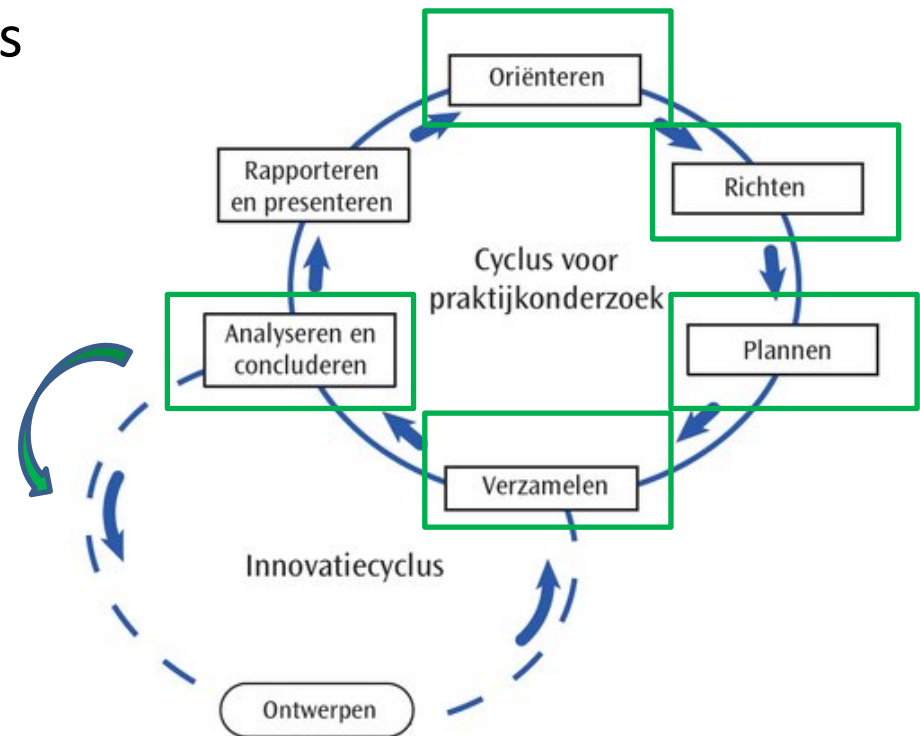 s
Oriënteren
Rapporteren
en presenteren
Richten
Cyclus voor
praktijkonderzoek
Analyseren en
concluderen
Plannen
Verzamelen
Innovatiecyclus
Ontwerpen